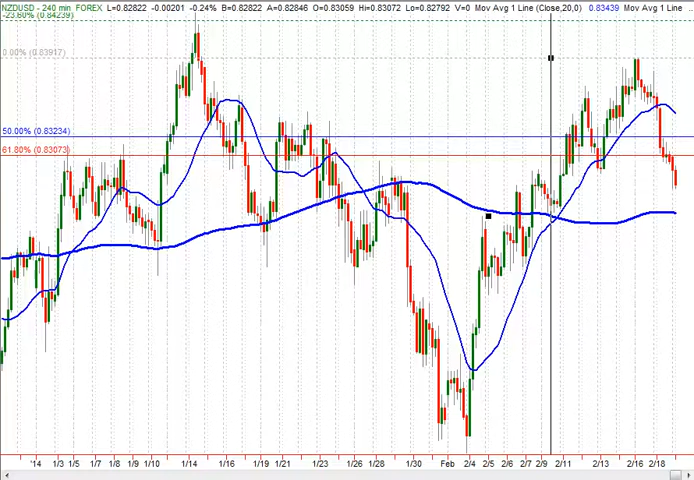 NZDUSD - 240 min FOREX L=0.82822 -0.00201 -0.24% B=0.82822 A=0.82846 O=0.83059 Hi=0.83072 Lo=0.82792 V=0 Mov Avg 1 Line (Close,20,0) 0.83439 Mov Avg 1 Line
-23.60% (0.84239)
0.00% (0.83917)
50.00% (0.83234)
61.80% (0.83073)
'14 1/3 1/5 1/7 1/8 1/10 1/14 1/16 1/19 1/21 1/23 1/26 1/28 1/30 Feb 2/4 2/5 2/6 2/7 2/9 2/11 2/13 2/16 2/18